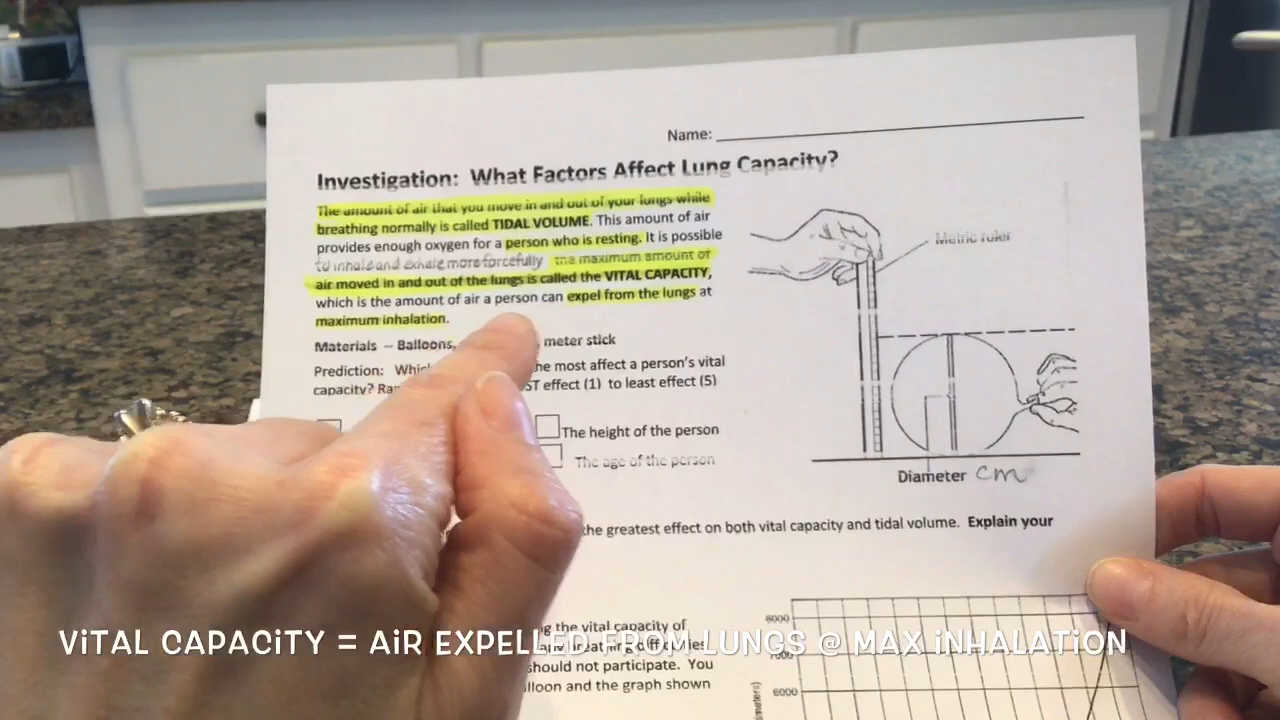 Name:
Investigation: What Factors Affect Lung Capacity?
The amount of air that you move in and out of your lungs while
breathing normally is called TIDAL VOLUME. This amount of air
provides enough oxygen for a person who is resting. It is possible
to inhale and exhale more forcefully the maximum amount of
air moved in and out of the lungs is called the VITAL CAPACITY,
which is the amount of air a person can expel from the lungs at
maximum inhalation.
Metric ruler
Materials -- Balloons, meter stick
Prediction: the most affect a person's vital
capacity? effect (1) to least effect (5)
The height of the person
The age of the person
Diameter cm
the greatest effect on both vital capacity and tidal volume. Explain your
the vital capacity of
should not participate. You
and the graph shown
8000
7000
6000
VITAL CAPACITY = AIR EXPELLED FROM LUNGS @ MAX INHALATION